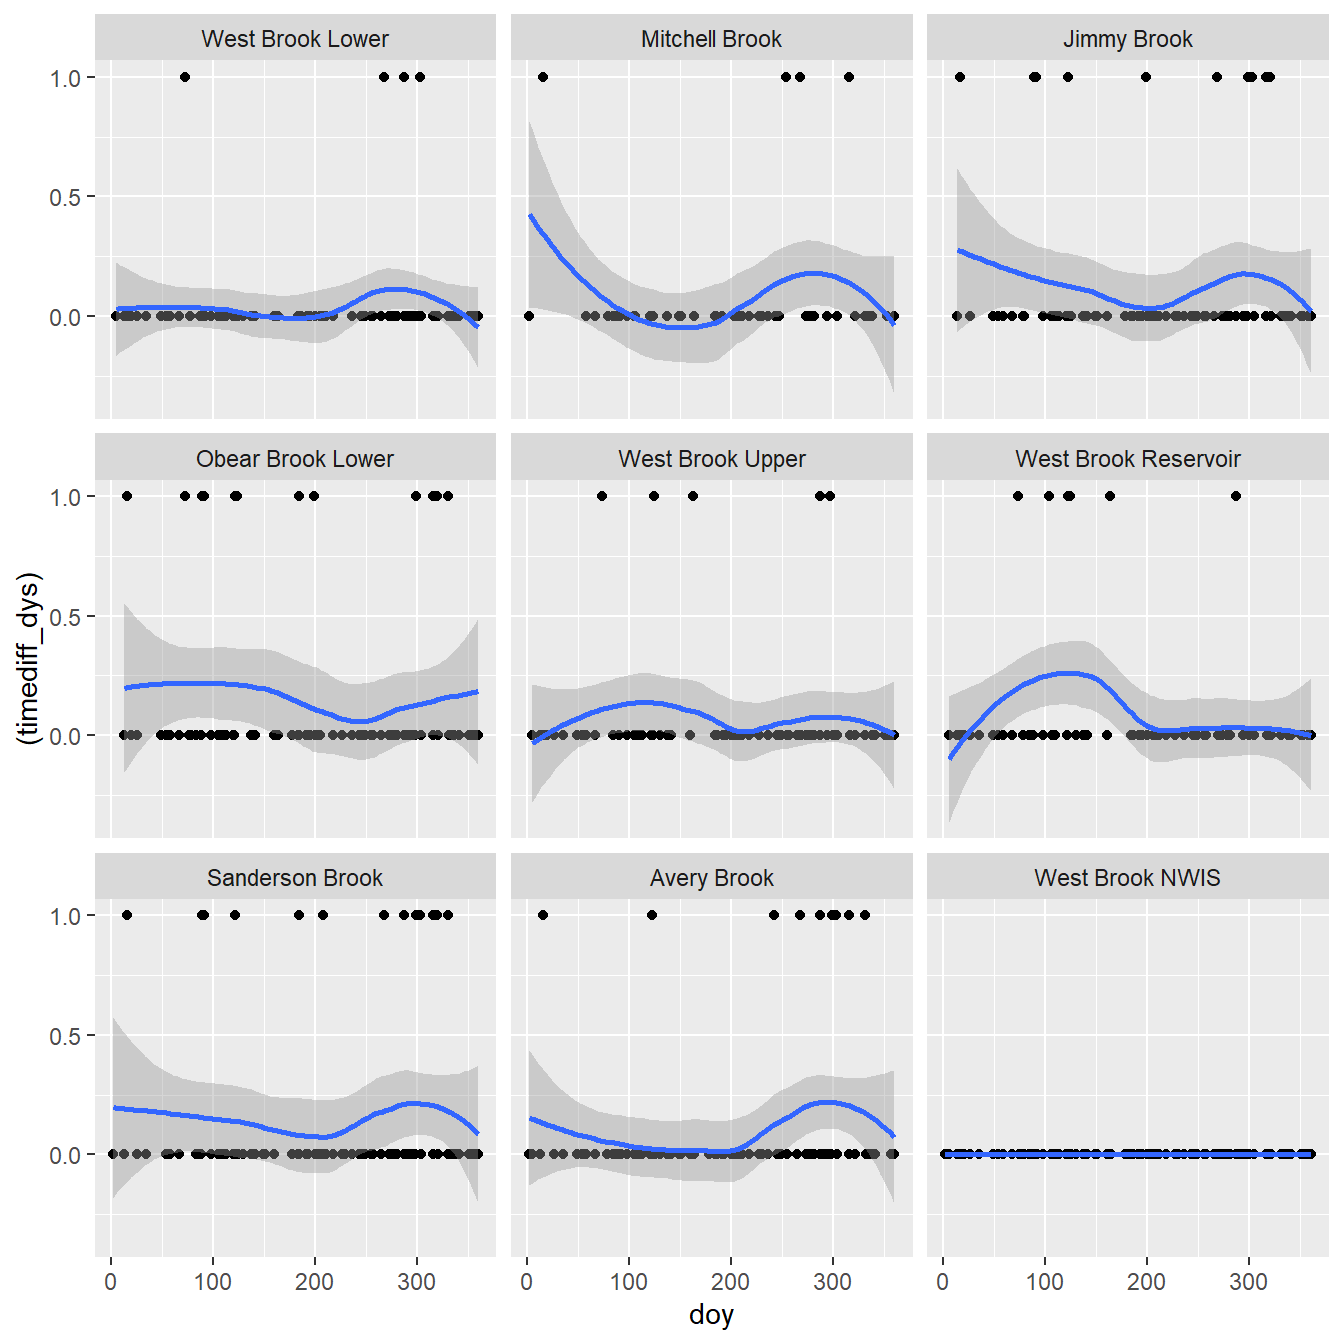 West Brook Lower
Mitchell Brook
Jimmy Brook
1.0
0.5
0.0
Obear Brook Lower
West Brook Upper
West Brook Reservoir
1.0
0.5
0.0
(timediff_dys)
Sanderson Brook
Avery Brook
West Brook NWIS
1.0
0.5
0.0
0 100 200 300 0 100 200 300 0 100 200 300
doy